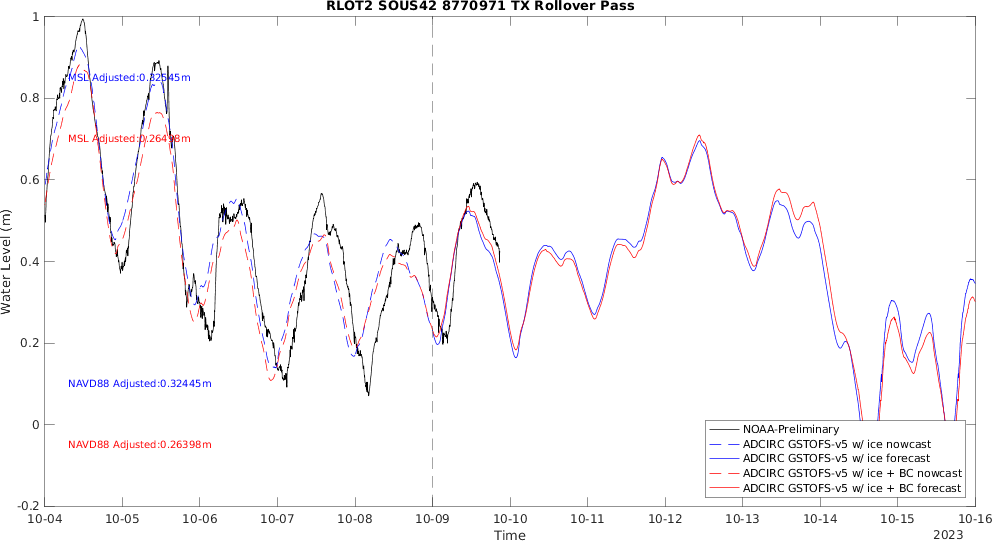 RLOT2 SOUS42 8770971 TX Rollover Pass
1
0.8
0.6
0.4
0.2
0
-0.2
Water Level (m)
MSL Adjusted:0.32545m
MSL Adjusted:0.26498m
NAVD88 Adjusted:0.32445m
NAVD88 Adjusted:0.26398m
NOAA-Preliminary
ADCIRC GSTOFS-v5 w/ ice nowcast
ADCIRC GSTOFS-v5 w/ ice forecast
ADCIRC GSTOFS-v5 w/ ice + BC nowcast
ADCIRC GSTOFS-v5 w/ ice + BC forecast
10-04 10-05 10-06 10-07 10-08 10-09 10-10 10-11 10-12 10-13 10-14 10-15 10-16
Time
2023